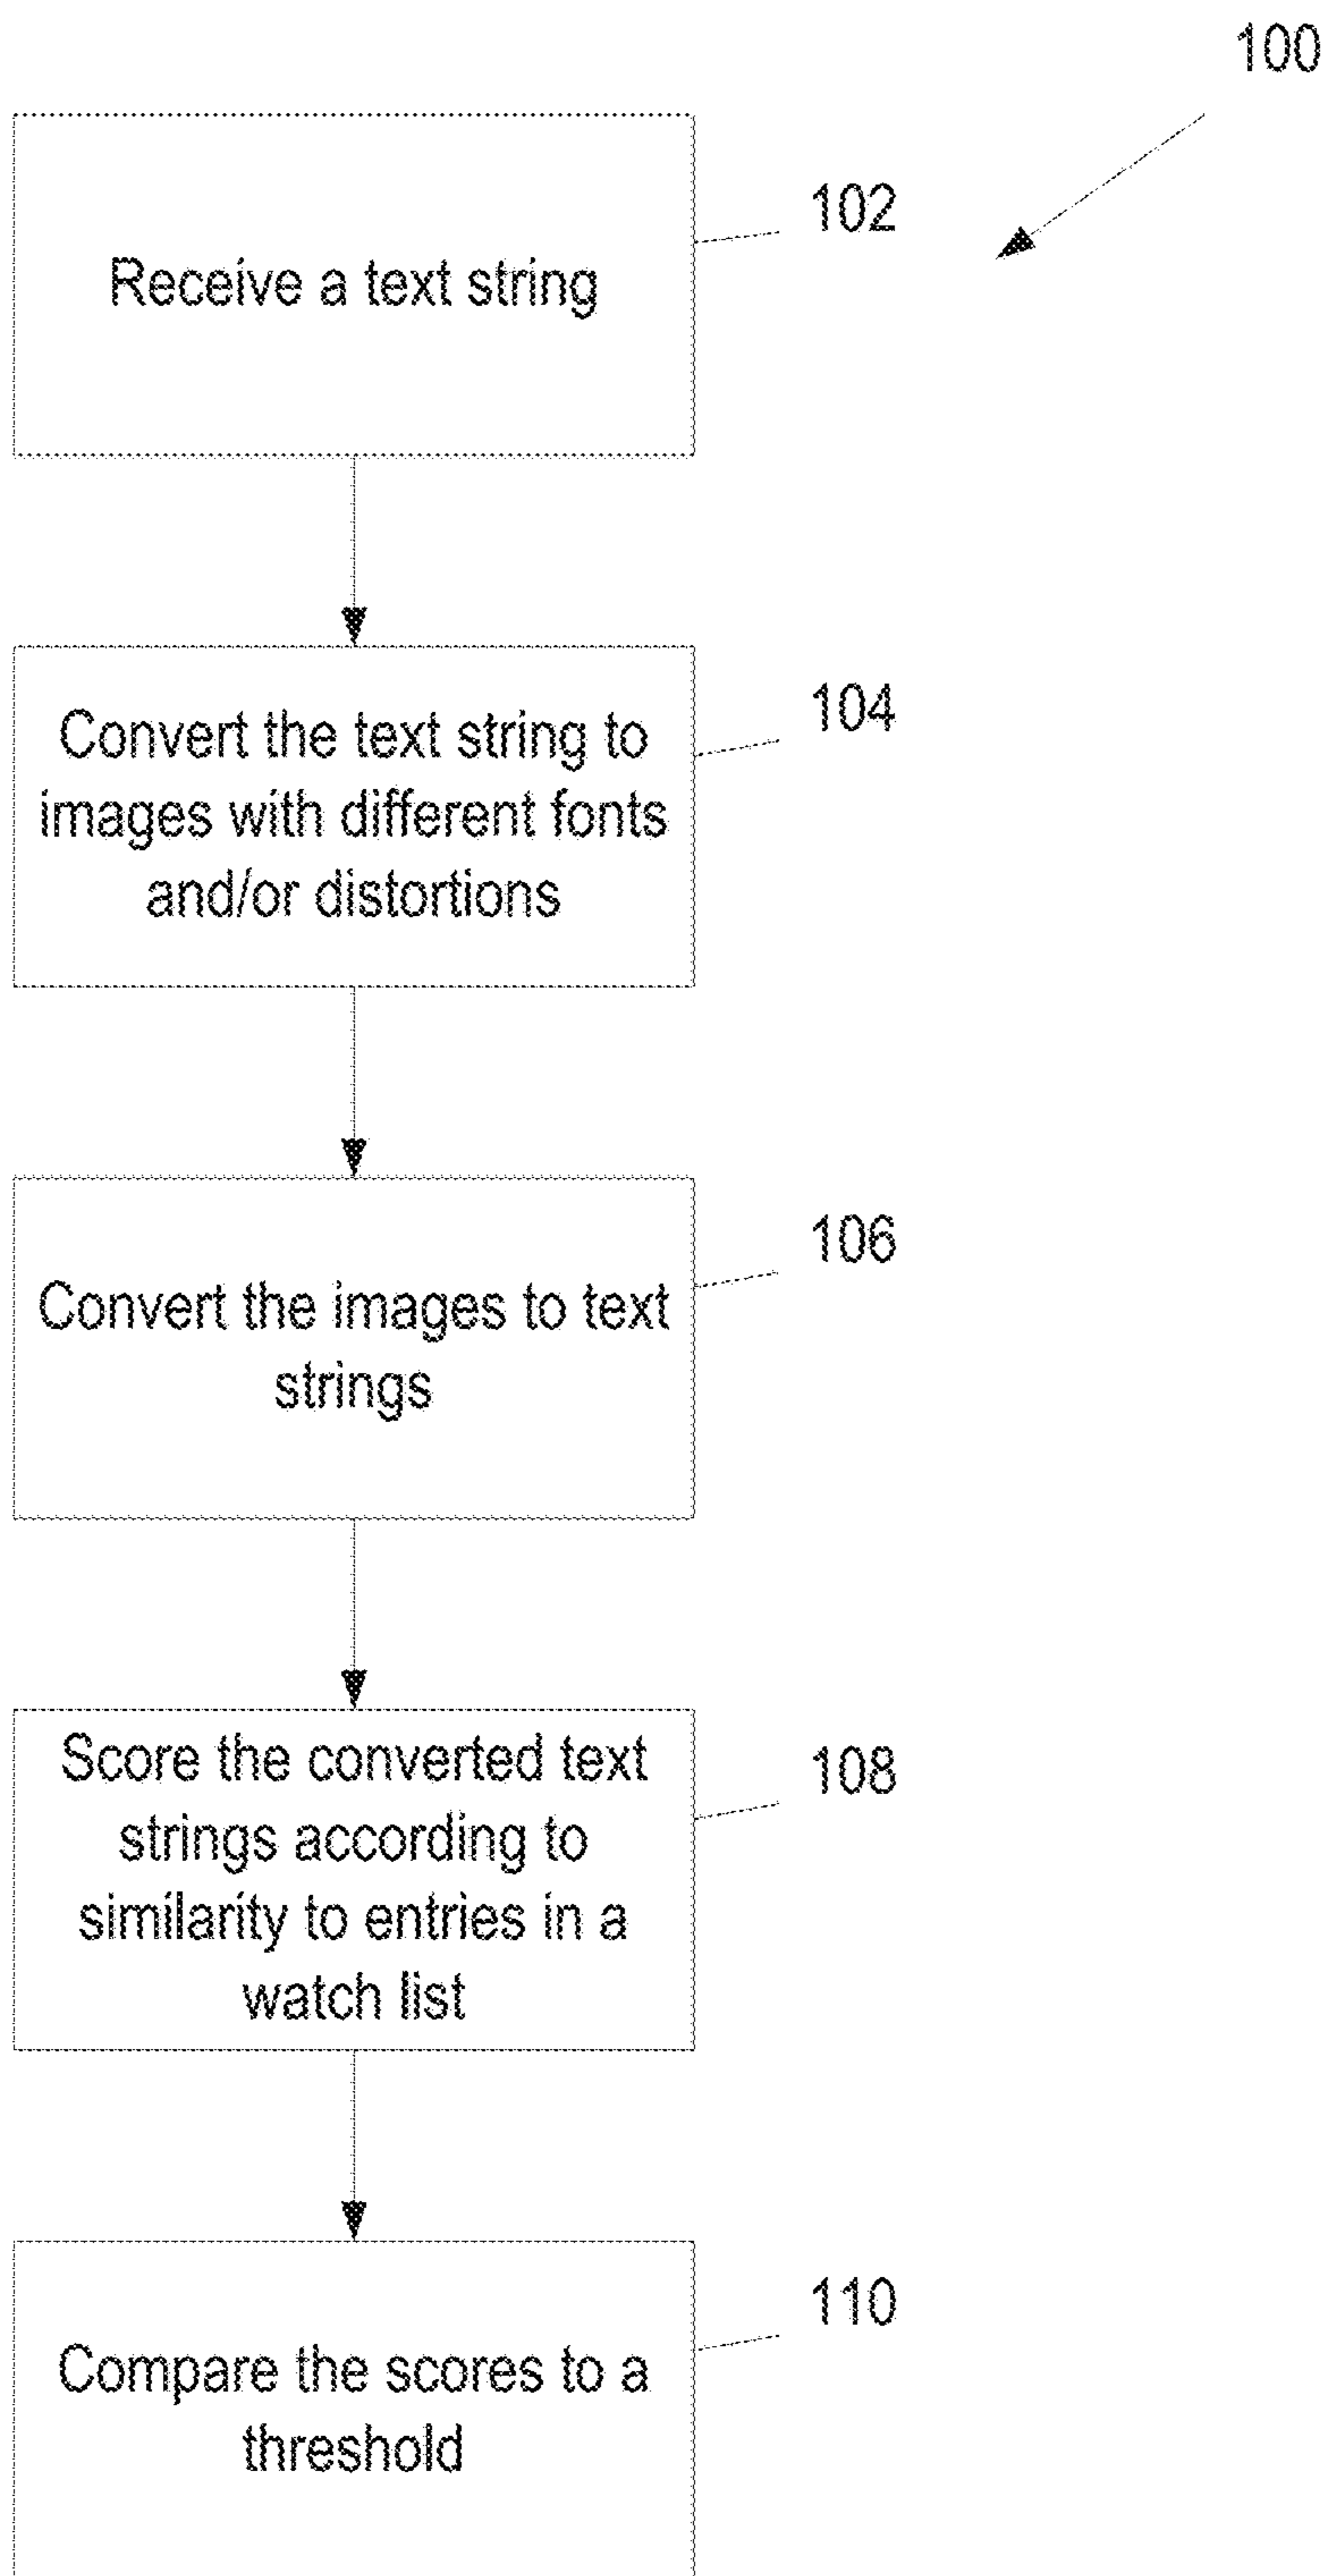 100
102
Receive a text string
104
Convert the text string to
images with different fonts
and/or distortions
106
Convert the images to text
strings
108
Score the converted text
strings according to
similarity to entries in a
watch list
110
Compare the scores to a
threshold